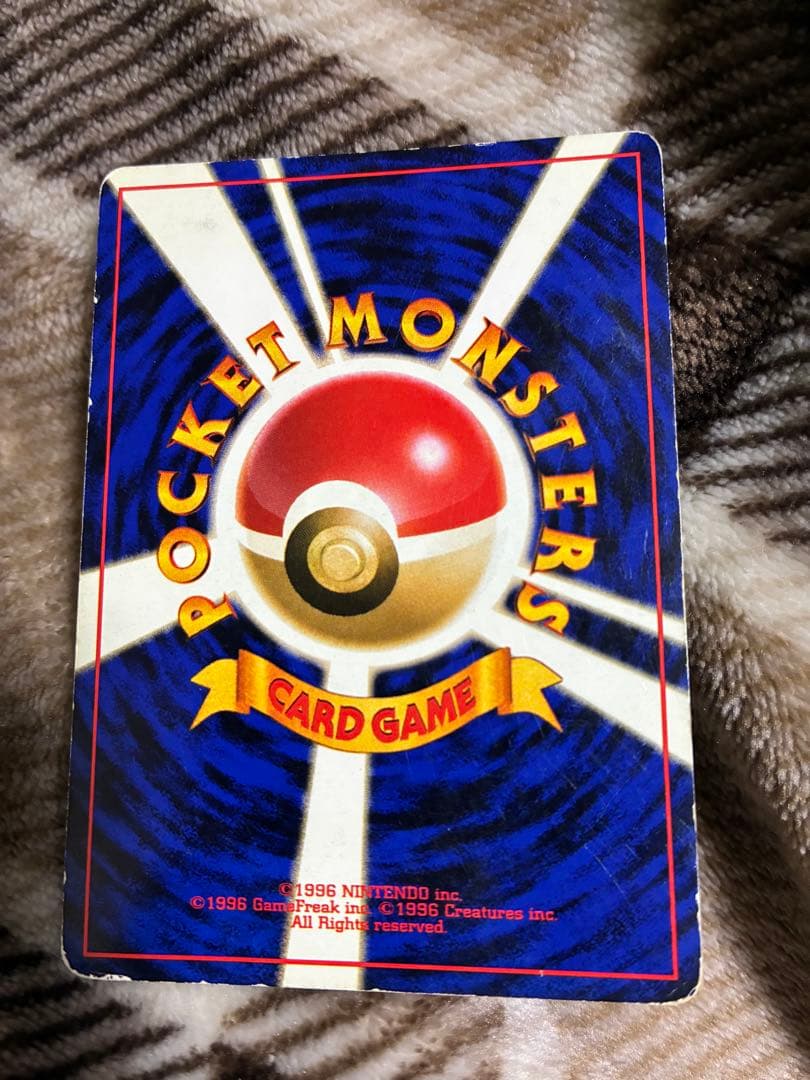 POCKET MONSTERS
CARD GAME
©1996 NINTENDO inc.
©1996 GameFreak inc. ©1996 Creatures inc.
All Rights reserved.